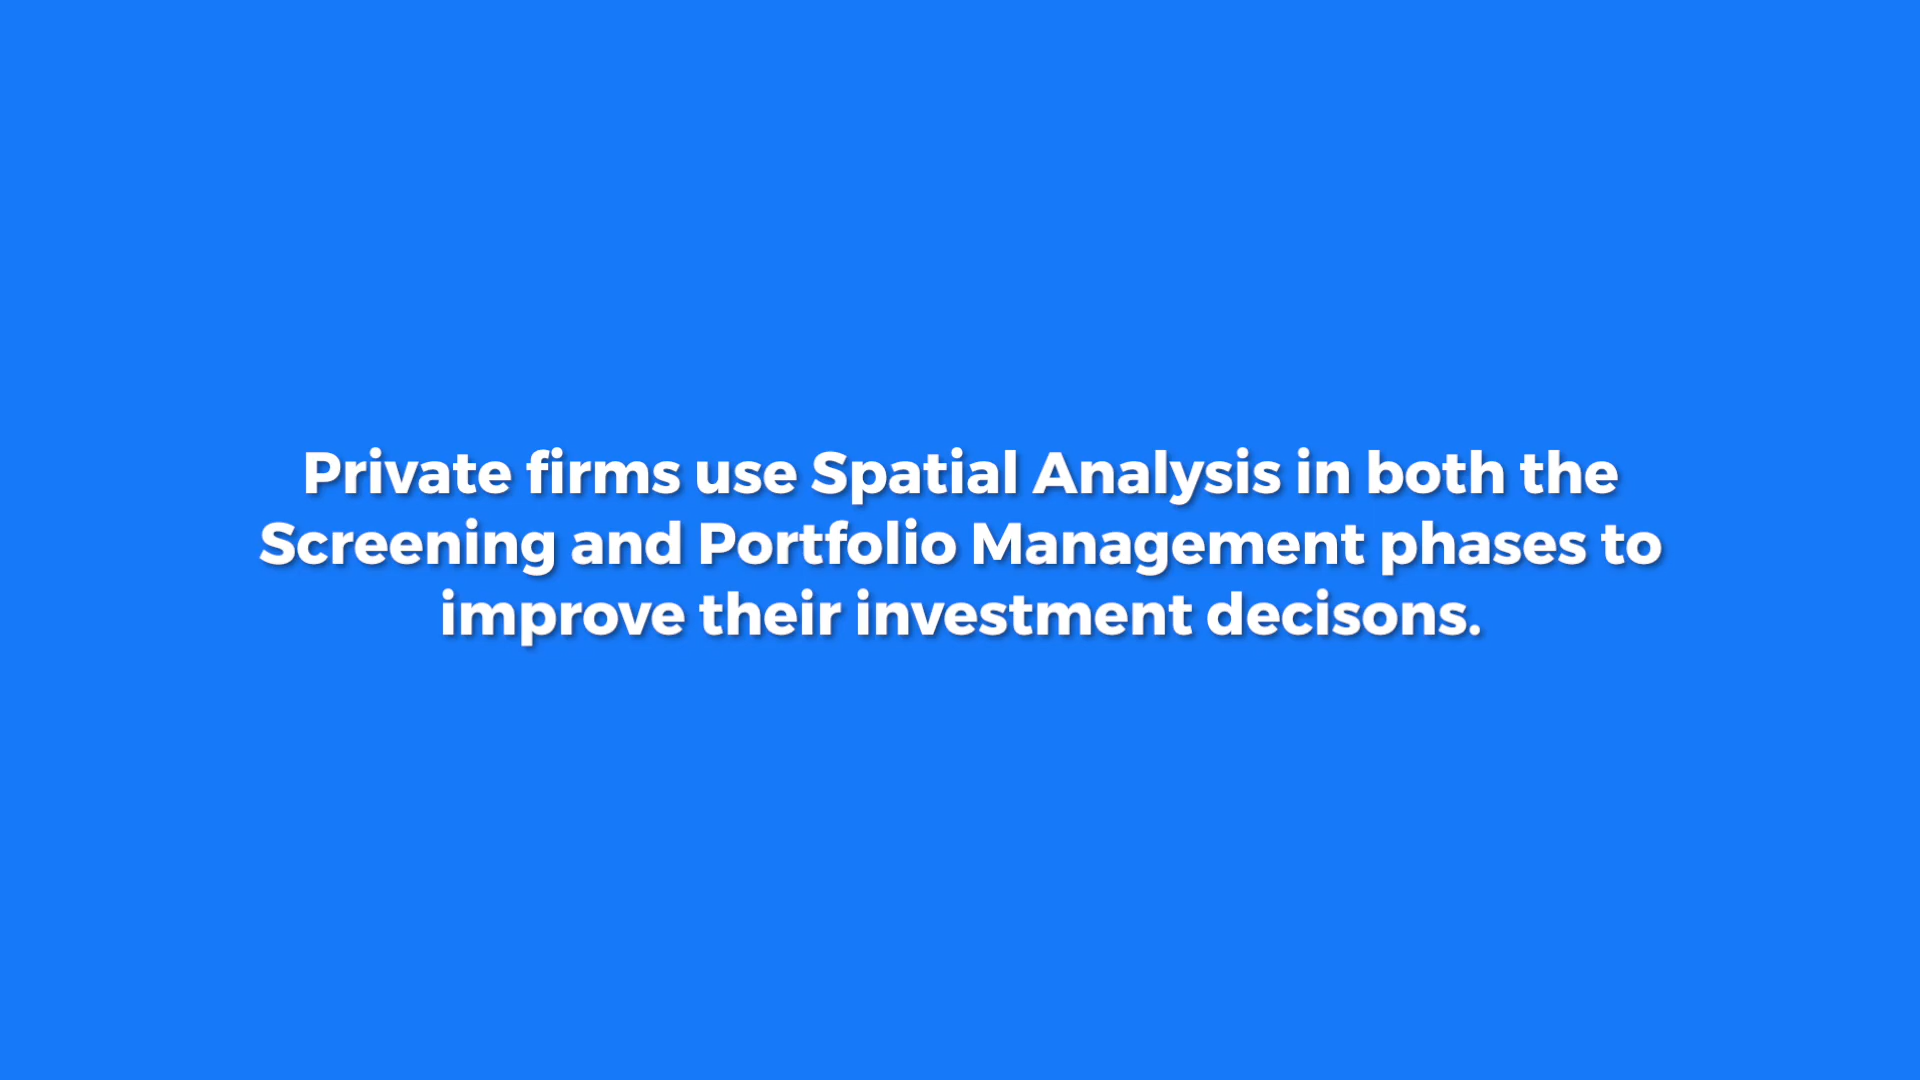 Private firms use Spatial Analysis in both the
Screening and Portfolio Management phases to
improve their investment decisons.